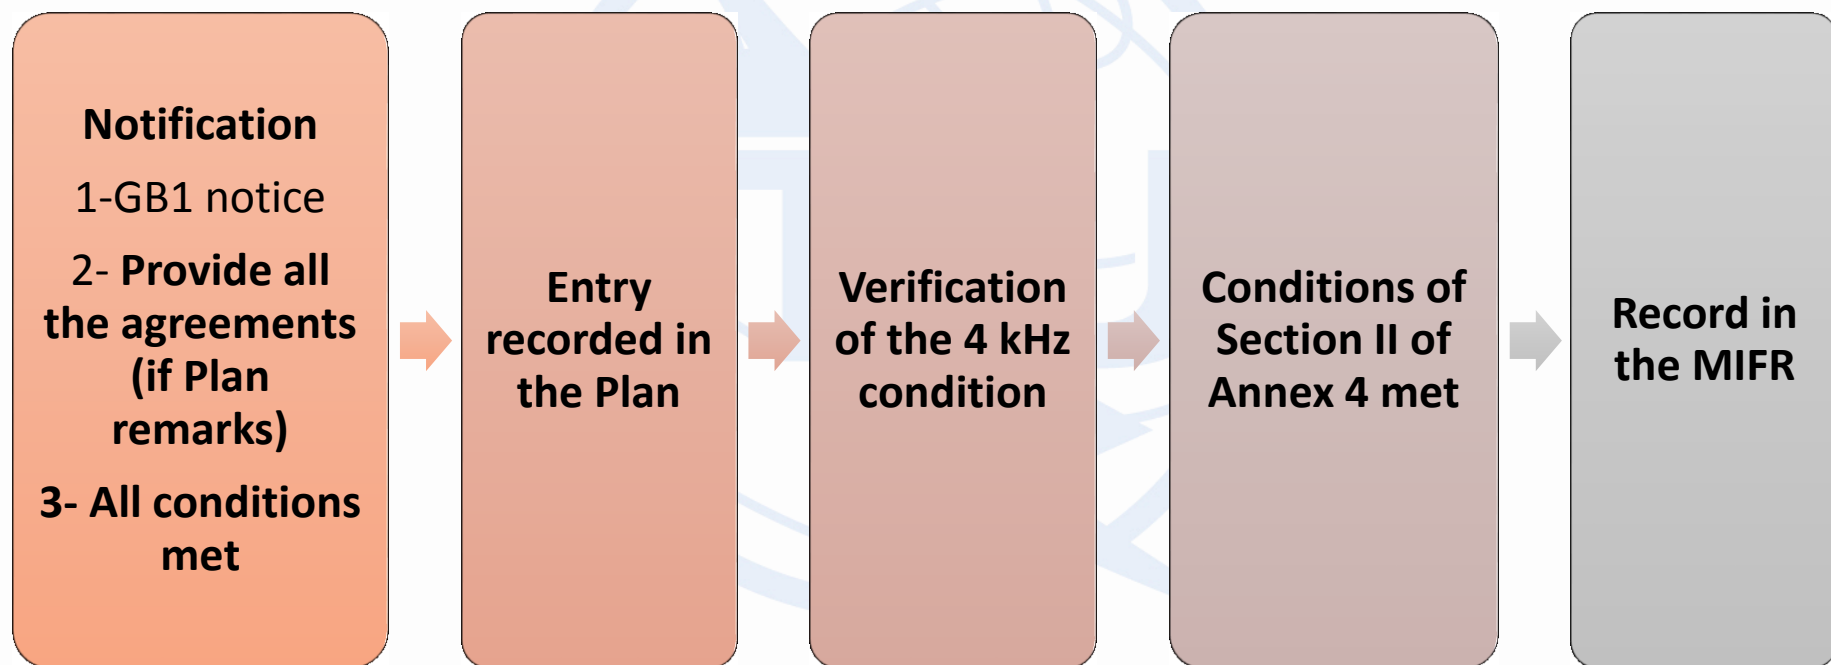 Notification
1-GB1 notice
2- Provide all
the agreements
(if Plan
remarks)
3- All conditions
met
Entry
recorded in
the Plan
Verification
of the 4 kHz
condition
Conditions of
Section II of
Annex 4 met
Record in
the MIFR